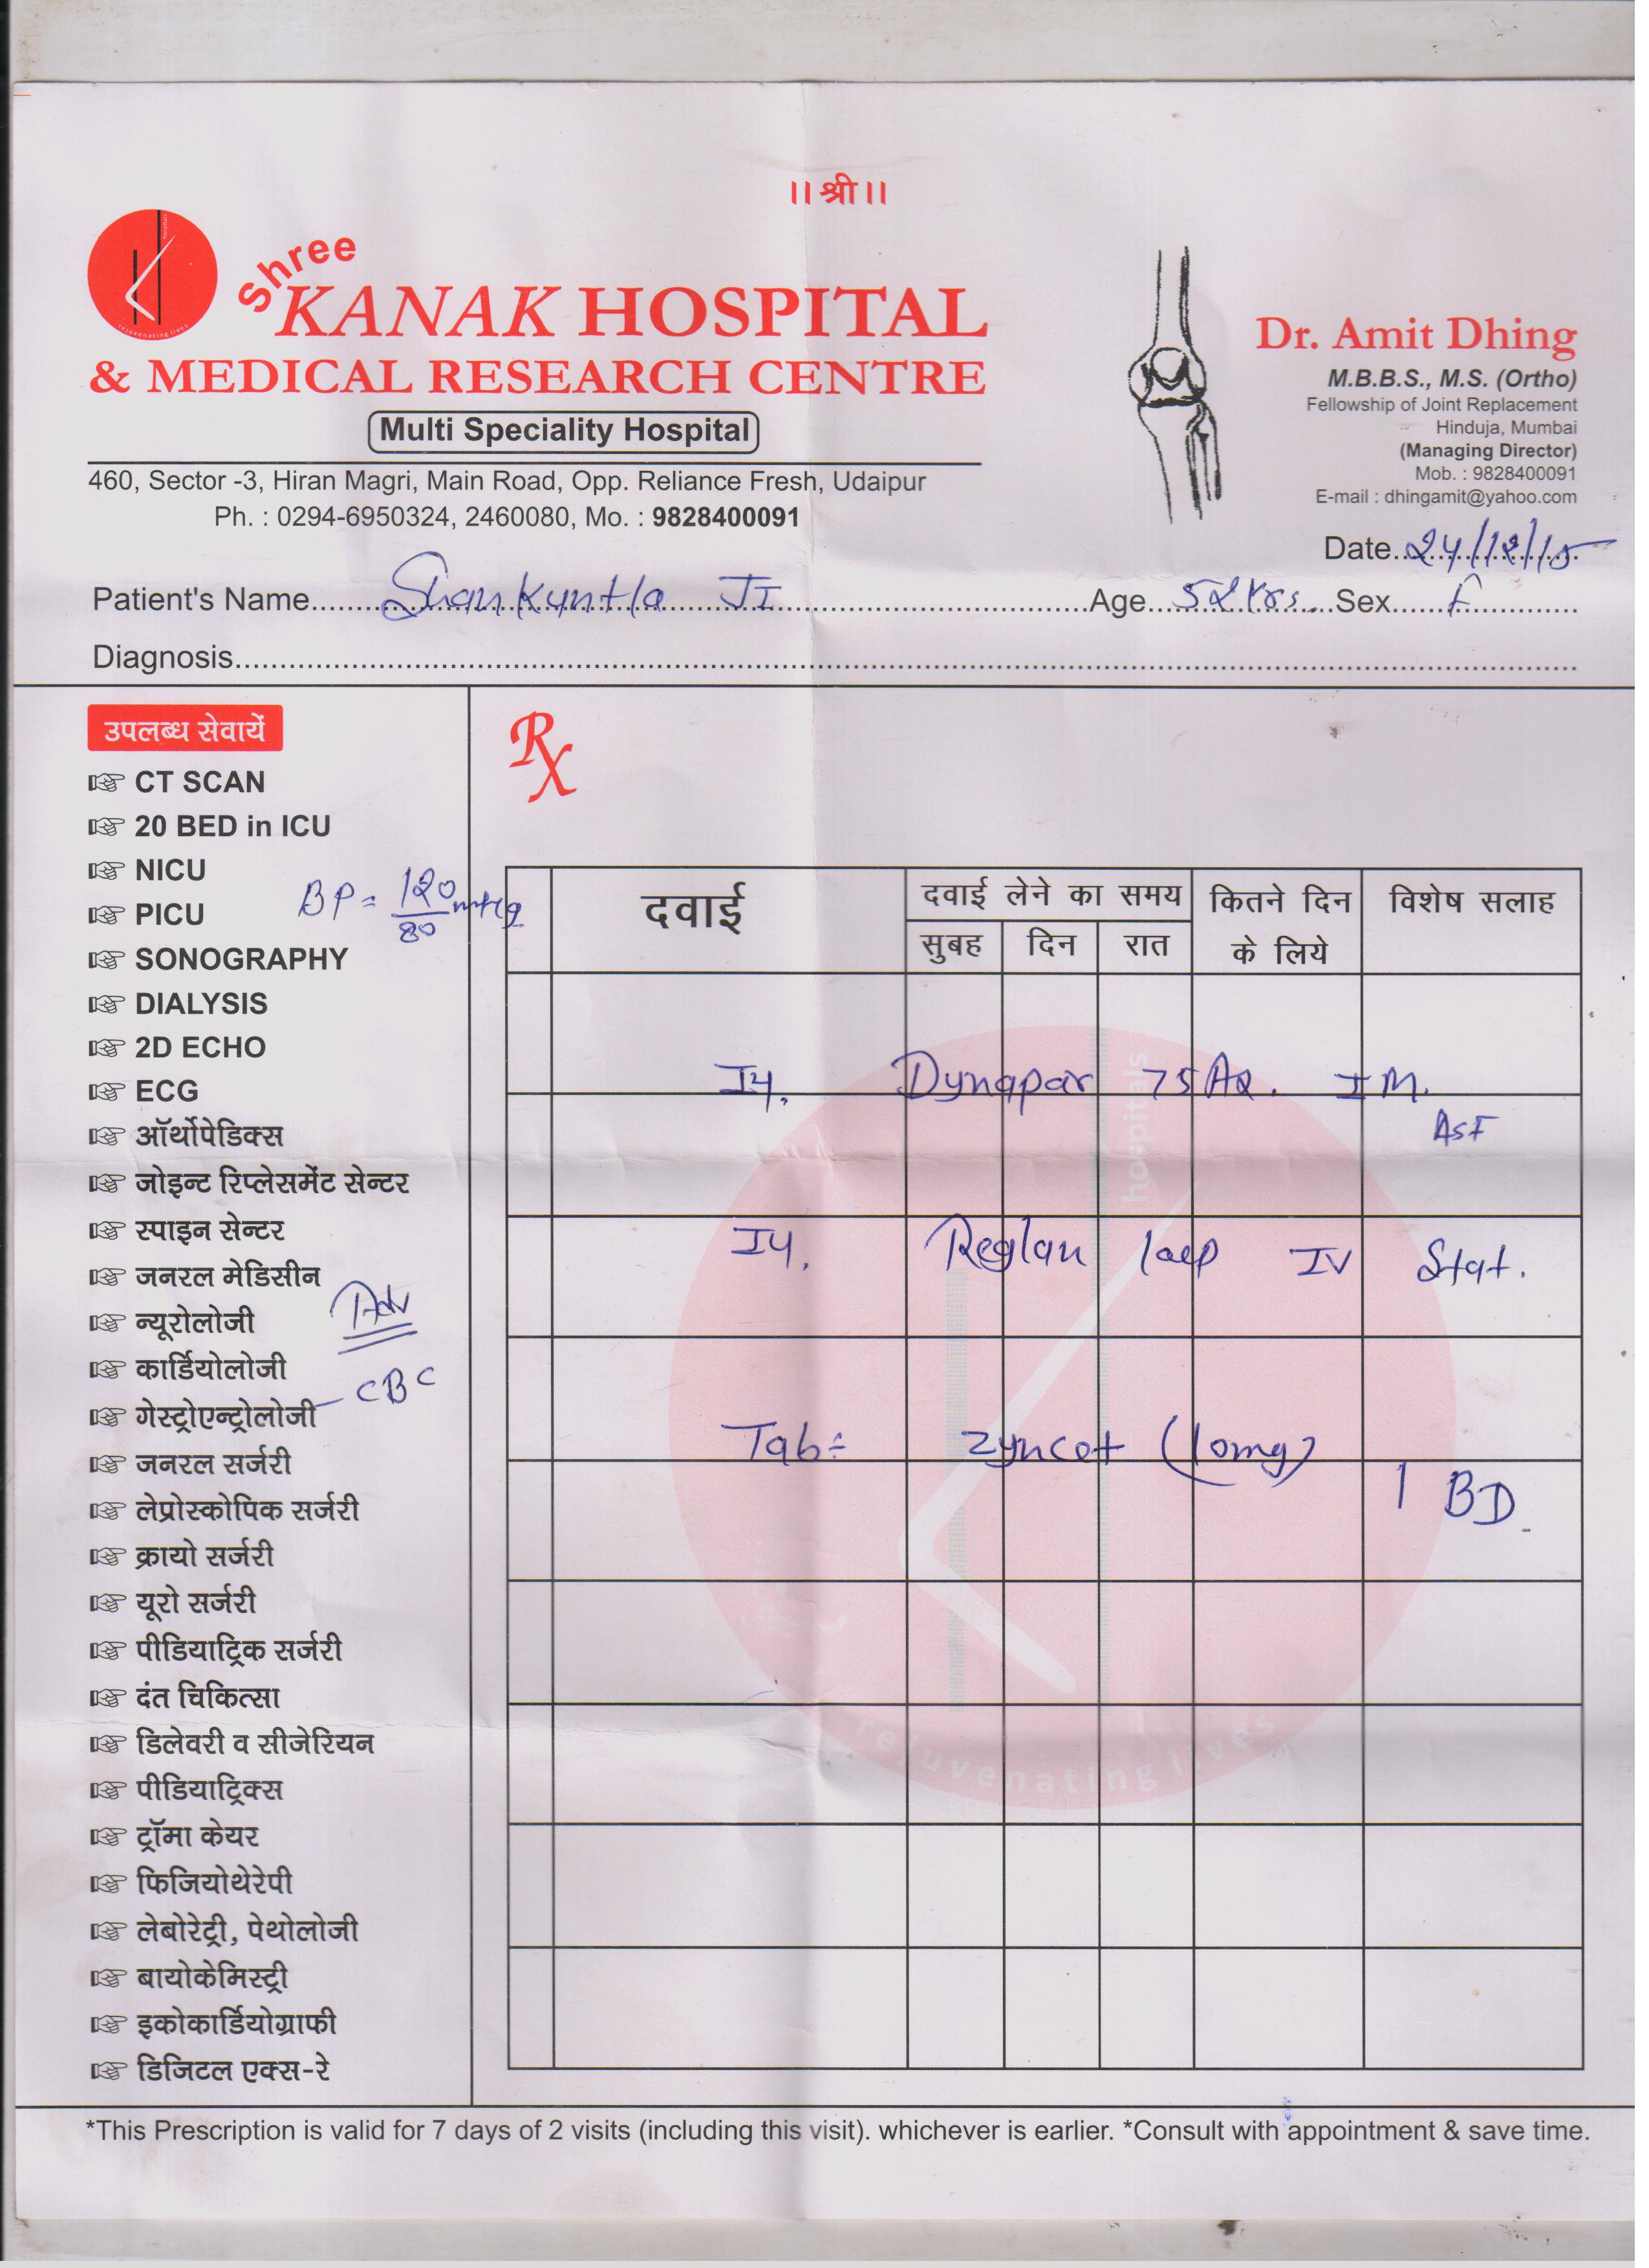 ।। श्री ।।
Shree
KANAK HOSPITAL
& MEDICAL RESEARCH CENTRE
Multi Speciality Hospital
460, Sector -3, Hiran Magri, Main Road, Opp. Reliance Fresh, Udaipur
Ph. : 0294-6950324, 2460080, Mo. : 9828400091
Dr. Amit Dhing
M.B.B.S., M.S. (Ortho)
Fellowship of Joint Replacement
Hinduja, Mumbai
(Managing Director)
Mob. : 9828400091
E-mail : dhingamit@yahoo.com
Date 24/12/15
Patient's Name Shankuntla JI Age 52 Yrs. Sex F
Diagnosis
उपलब्ध सेवायें
CT SCAN
20 BED in ICU
NICU
PICU
SONOGRAPHY
DIALYSIS
2D ECHO
ECG
ऑर्थोपेडिक्स
जोइन्ट रिप्लेसमेंट सेन्टर
स्पाइन सेन्टर
जनरल मेडिसीन
न्यूरोलोजी
कार्डियोलोजी
गेस्ट्रोएन्ट्रोलोजी
जनरल सर्जरी
लेप्रोस्कोपिक सर्जरी
क्रायो सर्जरी
यूरो सर्जरी
पीडियाट्रिक सर्जरी
दंत चिकित्सा
डिलेवरी व सीजेरियन
पीडियाट्रिक्स
ट्रॉमा केयर
फिजियोथेरेपी
लेबोरेट्री, पेथोलोजी
बायोकेमिस्ट्री
इकोकार्डियोग्राफी
डिजिटल एक्स-रे
BP = 120/80 mmHg
Adv
- CBC
Rx
दवाई
दवाई लेने का समय
सुबह दिन रात
कितने दिन के लिये
विशेष सलाह
Dynapar 75 AQ. IM.
AST
Reglan IV Stat.
Tab: zyncet (10mg)
1 BD
hospitals
rejuvenating lives
*This Prescription is valid for 7 days of 2 visits (including this visit). whichever is earlier. *Consult with appointment & save time.